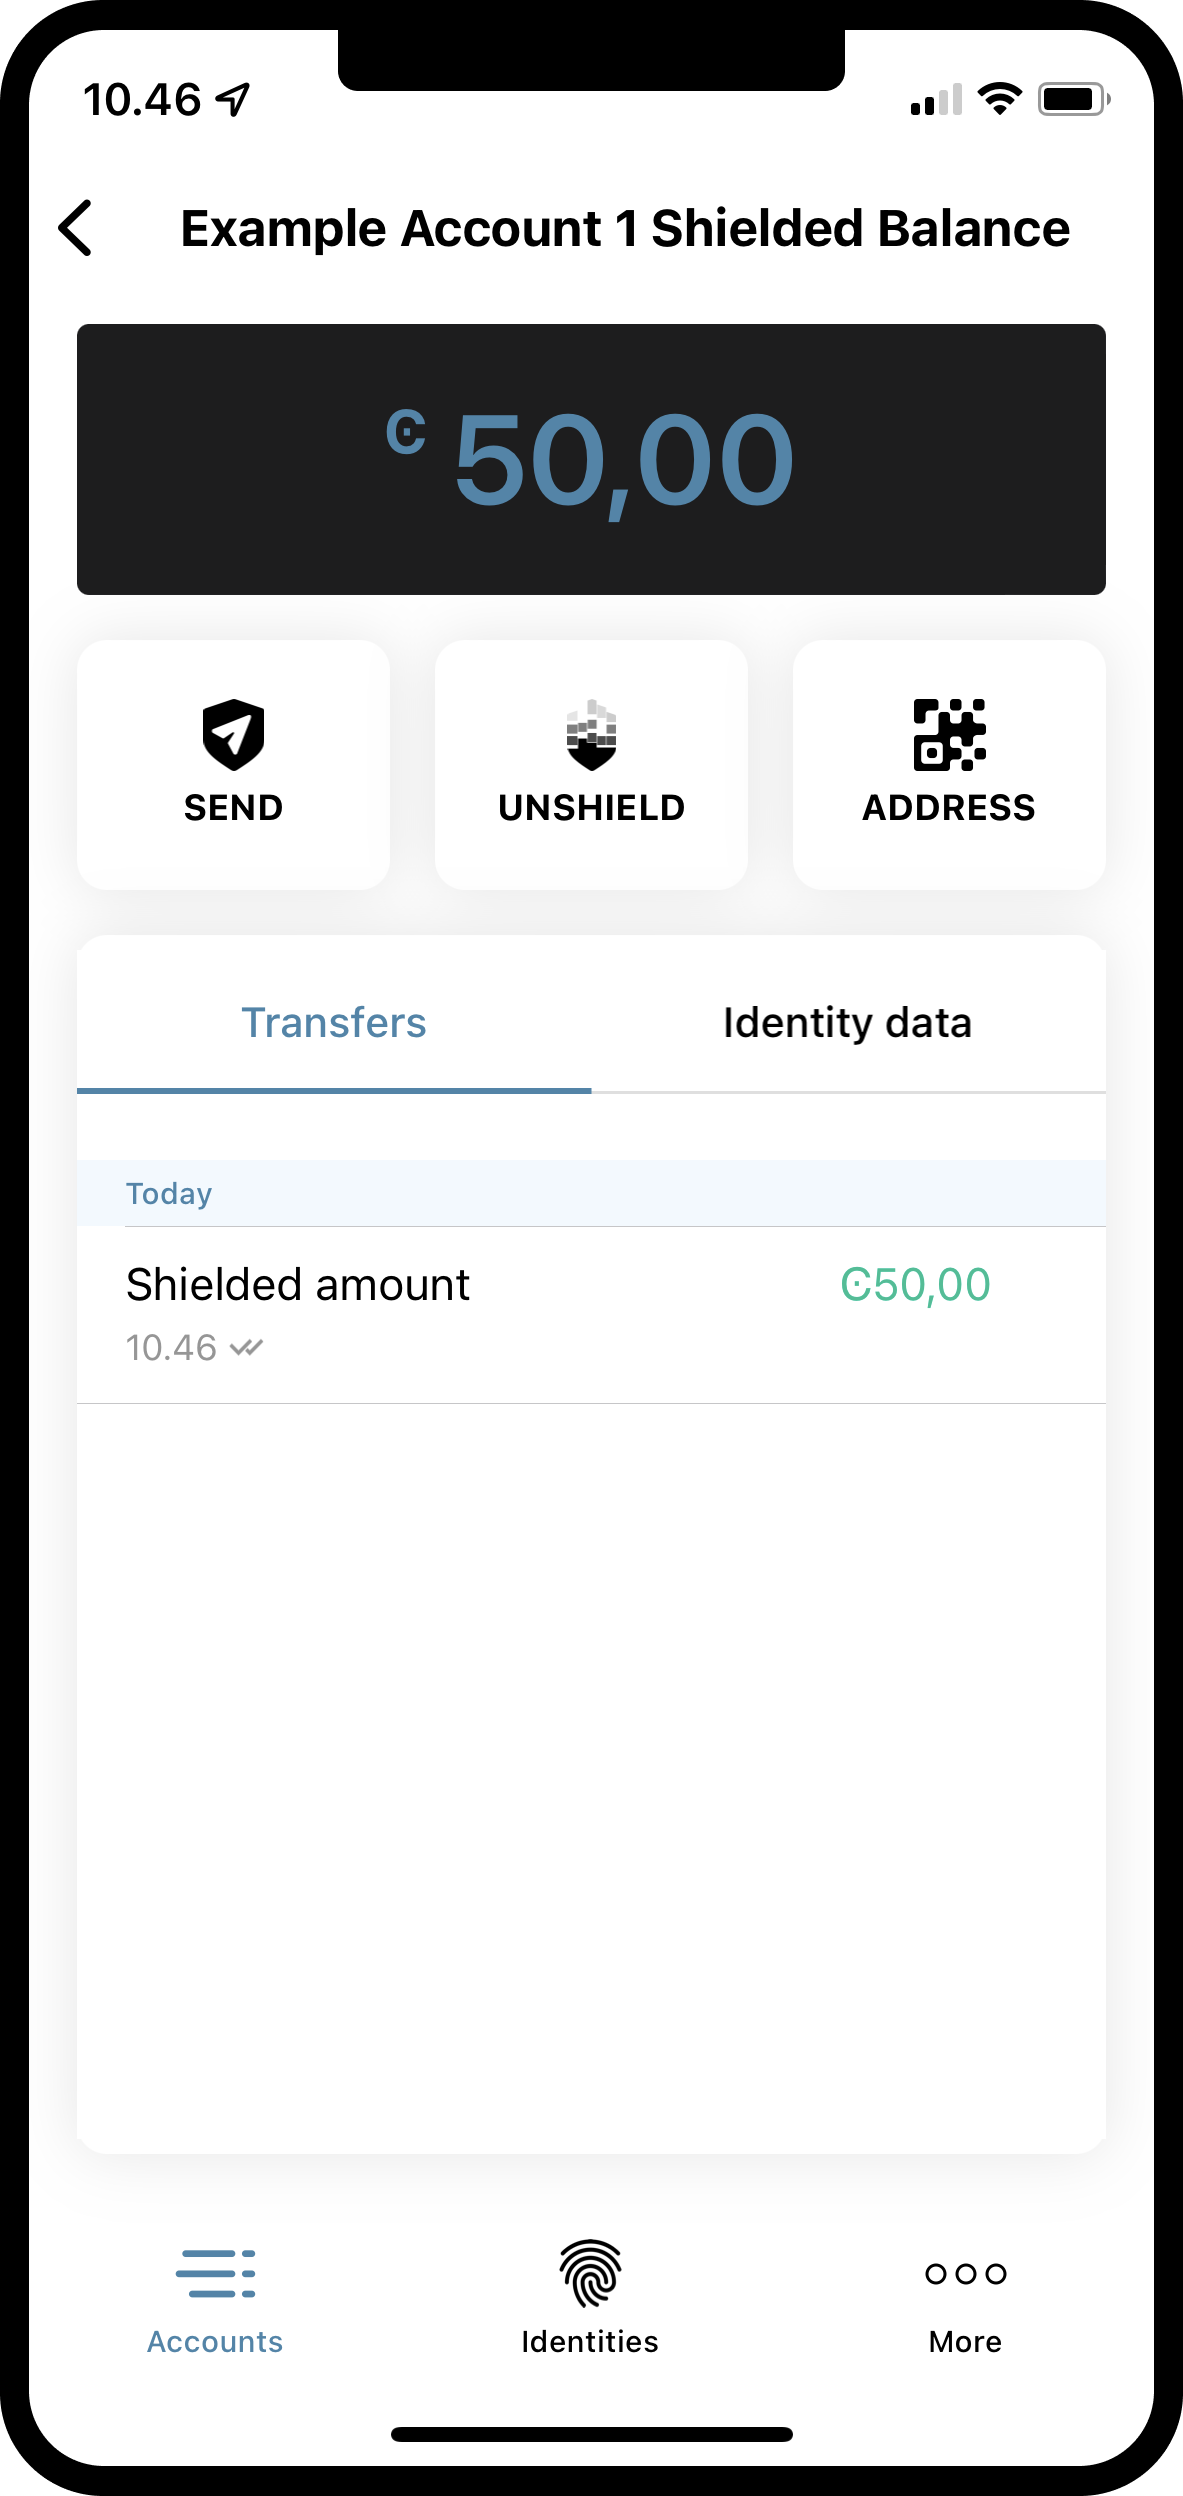 10.46
Example Account 1 Shielded Balance
Ͼ 50,00
SEND
UNSHIELD
ADDRESS
Transfers
Identity data
Today
Shielded amount
Ͼ50,00
10.46
Accounts
Identities
More